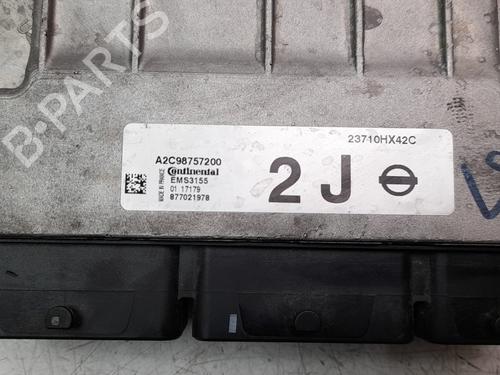 A2C98757200
23710HX42C
Continental
MADE IN FRANCE
EMS3155
01 17179
877021978
2 J
B-PARTS